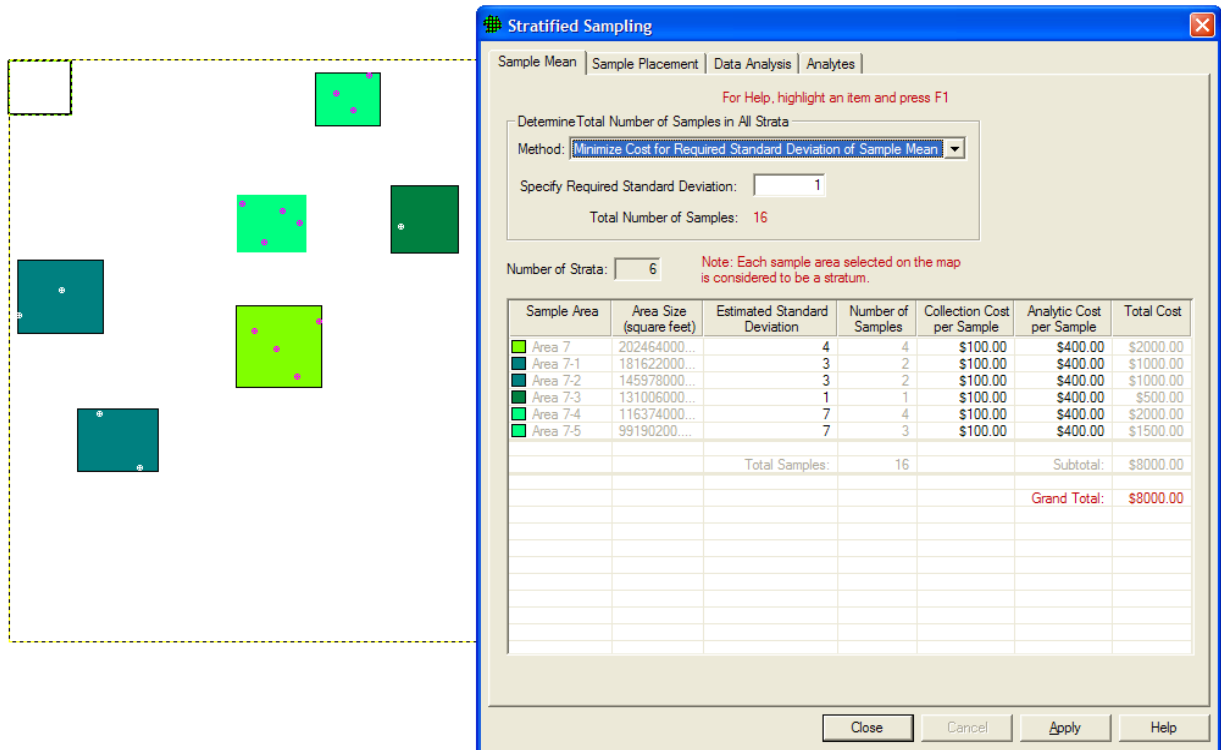 Stratified Sampling
Sample Mean Sample Placement Data Analysis Analytes
For Help, highlight an item and press F1
Determine Total Number of Samples in All Strata
Method: Minimize Cost for Required Standard Deviation of Sample Mean
Specify Required Standard Deviation: 1
Total Number of Samples: 16
Number of Strata: 6
Note: Each sample area selected on the map
is considered to be a stratum.
Sample Area Area Size Estimated Standard Number of Collection Cost Analytic Cost Total Cost
(square feet) Deviation Samples per Sample per Sample
Area 7 202464000... 4 4 $100.00 $400.00 $2000.00
Area 7-1 181622000... 3 2 $100.00 $400.00 $1000.00
Area 7-2 145978000... 3 2 $100.00 $400.00 $1000.00
Area 7-3 131006000... 1 1 $100.00 $400.00 $500.00
Area 7-4 116374000... 7 4 $100.00 $400.00 $2000.00
Area 7-5 99190200.... 7 3 $100.00 $400.00 $1500.00
Total Samples: 16 Subtotal: $8000.00
Grand Total: $8000.00
Close Cancel Apply Help